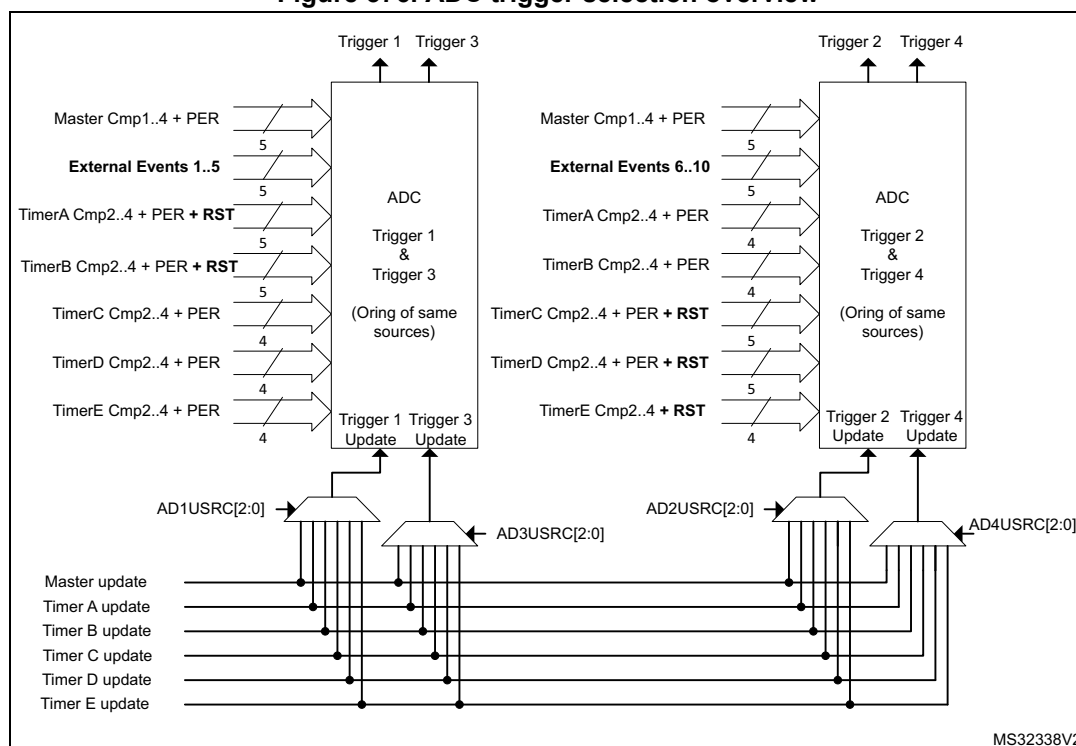 Trigger 1 Trigger 3
Master Cmp1..4 + PER
5
External Events 1..5
5
TimerA Cmp2..4 + PER + RST
5
TimerB Cmp2..4 + PER + RST
5
TimerC Cmp2..4 + PER
4
TimerD Cmp2..4 + PER
4
TimerE Cmp2..4 + PER
4
ADC
Trigger 1
&
Trigger 3
(Oring of same
sources)
Trigger 1 Trigger 3
Update Update
AD1USRC[2:0]
AD3USRC[2:0]
Trigger 2 Trigger 4
Master Cmp1..4 + PER
5
External Events 6..10
5
TimerA Cmp2..4 + PER
4
TimerB Cmp2..4 + PER
4
TimerC Cmp2..4 + PER + RST
5
TimerD Cmp2..4 + PER + RST
5
TimerE Cmp2..4 + RST
4
ADC
Trigger 2
&
Trigger 4
(Oring of same
sources)
Trigger 2 Trigger 4
Update Update
AD2USRC[2:0]
AD4USRC[2:0]
Master update
Timer A update
Timer B update
Timer C update
Timer D update
Timer E update
MS32338V2